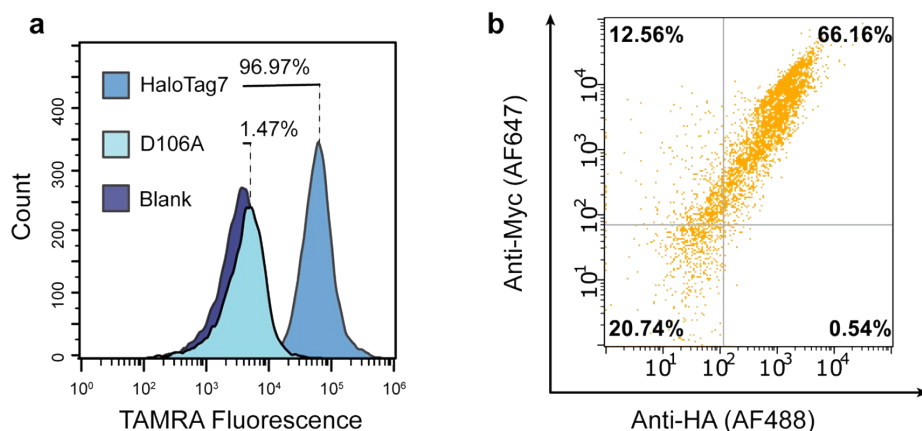 a
HaloTag7
D106A
Blank
96.97%
1.47%
Count
400
300
200
100
0
10⁰
10²
10³
10⁴
10⁵
10⁶
TAMRA Fluorescence
b
12.56%
66.16%
20.74%
0.54%
Anti-Myc (AF647)
10⁴
10³
10²
10¹
10¹
10²
10³
10⁴
Anti-HA (AF488)